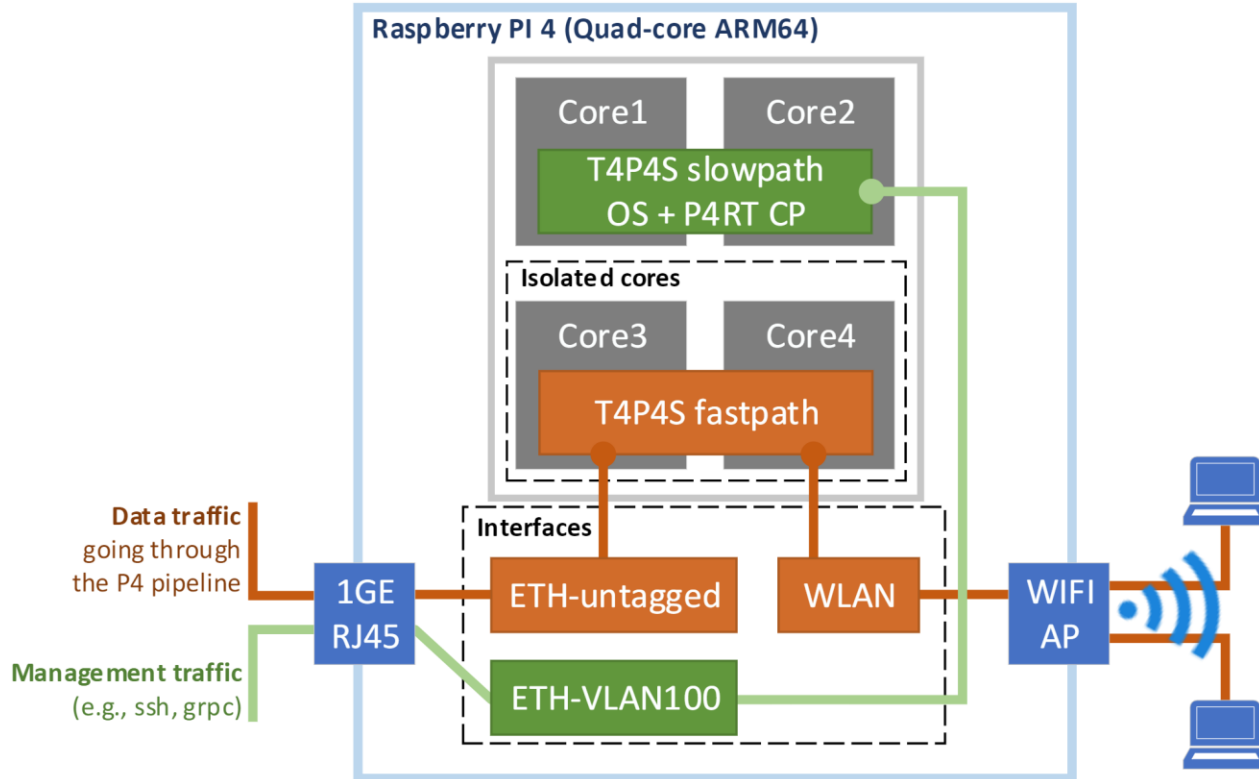 Raspberry PI 4 (Quad-core ARM64)
Core1
Core2
T4P4S slowpath
OS + P4RT CP
Isolated cores
Core3
Core4
T4P4S fastpath
Interfaces
Data traffic
going through
the P4 pipeline
1GE
RJ45
ETH-untagged
WLAN
WIFI
AP
Management traffic
(e.g., ssh, grpc)
ETH-VLAN100